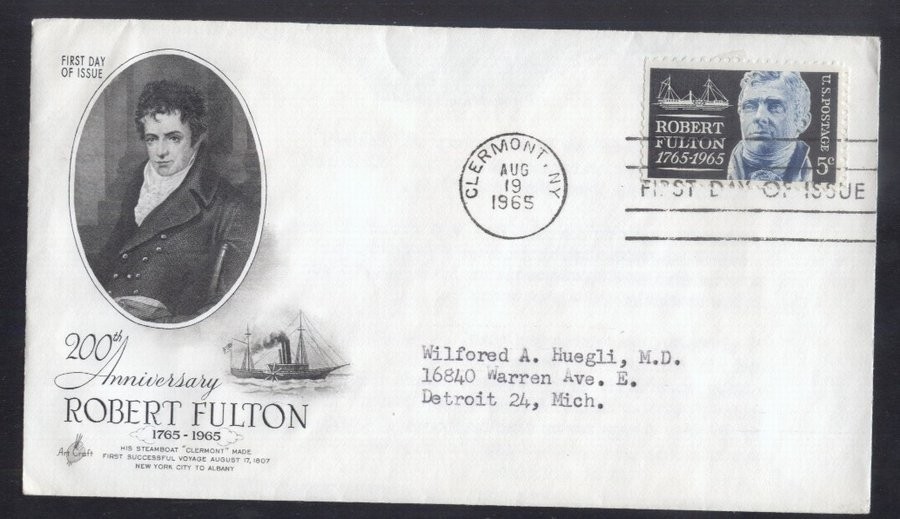 FIRST DAY
OF ISSUE
200th
Anniversary
ROBERT FULTON
1765-1965
HIS STEAMBOAT "CLERMONT" MADE
FIRST SUCCESSFUL VOYAGE AUGUST 17, 1807
NEW YORK CITY TO ALBANY
Art Craft
CLERMONT, NY
AUG
19
1965
ROBERT
FULTON
1765-1965
U.S. POSTAGE
5c
FIRST DAY OF ISSUE
Wilfored A. Huegli, M.D.
16840 Warren Ave. E.
Detroit 24, Mich.